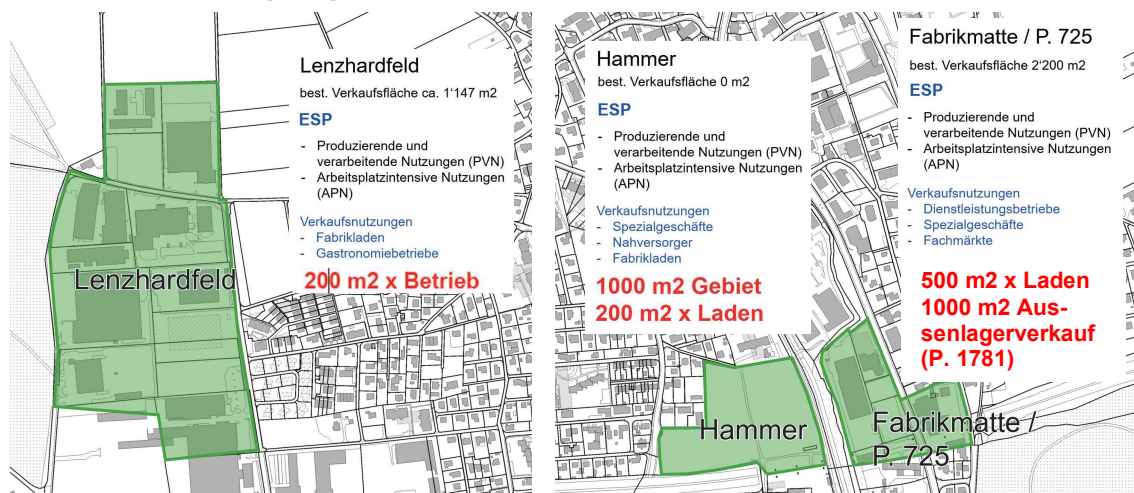 Lenzhardfeld
best. Verkaufsfläche ca. 1'147 m2
ESP
- Produzierende und
verarbeitende Nutzungen (PVN)
- Arbeitsplatzintensive Nutzungen
(APN)
Verkaufsnutzungen
- Fabrikladen
- Gastronomiebetriebe
200 m2 x Betrieb
Lenzhardfeld
Hammer
best. Verkaufsfläche 0 m2
ESP
- Produzierende und
verarbeitende Nutzungen (PVN)
- Arbeitsplatzintensive Nutzungen
(APN)
Verkaufsnutzungen
- Spezialgeschäfte
- Nahversorger
- Fabrikladen
1000 m2 Gebiet
200 m2 x Laden
Hammer
Fabrikmatte / P. 725
best. Verkaufsfläche 2'200 m2
ESP
- Produzierende und
verarbeitende Nutzungen (PVN)
- Arbeitsplatzintensive Nutzungen
(APN)
Verkaufsnutzungen
- Dienstleistungsbetriebe
- Spezialgeschäfte
- Fachmärkte
500 m2 x Laden
1000 m2 Aus-
senlagerverkauf
(P. 1781)
Fabrikmatte /
P. 725